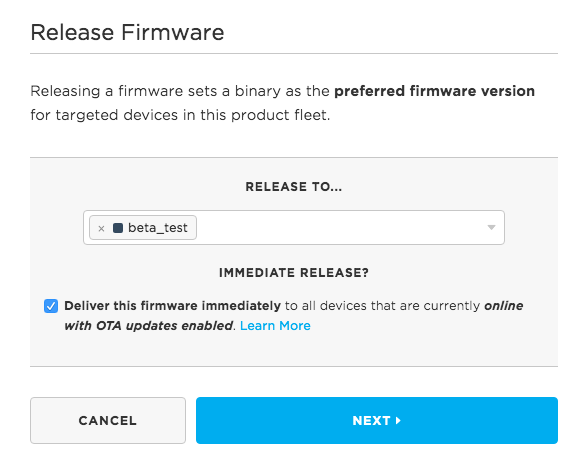 Release Firmware
Releasing a firmware sets a binary as the preferred firmware version
for targeted devices in this product fleet.
RELEASE TO...
× beta_test
IMMEDIATE RELEASE?
Deliver this firmware immediately to all devices that are currently online
with OTA updates enabled. Learn More
CANCEL
NEXT